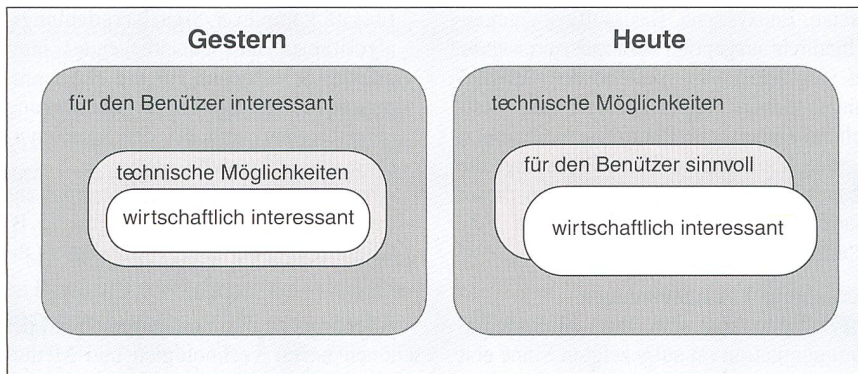 Gestern
für den Benützer interessant
technische Möglichkeiten
wirtschaftlich interessant
Heute
technische Möglichkeiten
für den Benützer sinnvoll
wirtschaftlich interessant